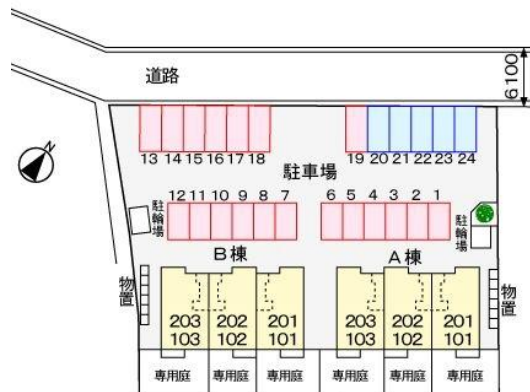 道路
6100
13 14 15 16 17 18
19 20 21 22 23 24
駐車場
N
12 11 10 9 8 7
6 5 4 3 2 1
駐輪場
駐輪場
B棟
A棟
物置
物置
203 202 201
103 102 101
203 202 201
103 102 101
専用庭 専用庭 専用庭 専用庭 専用庭 専用庭